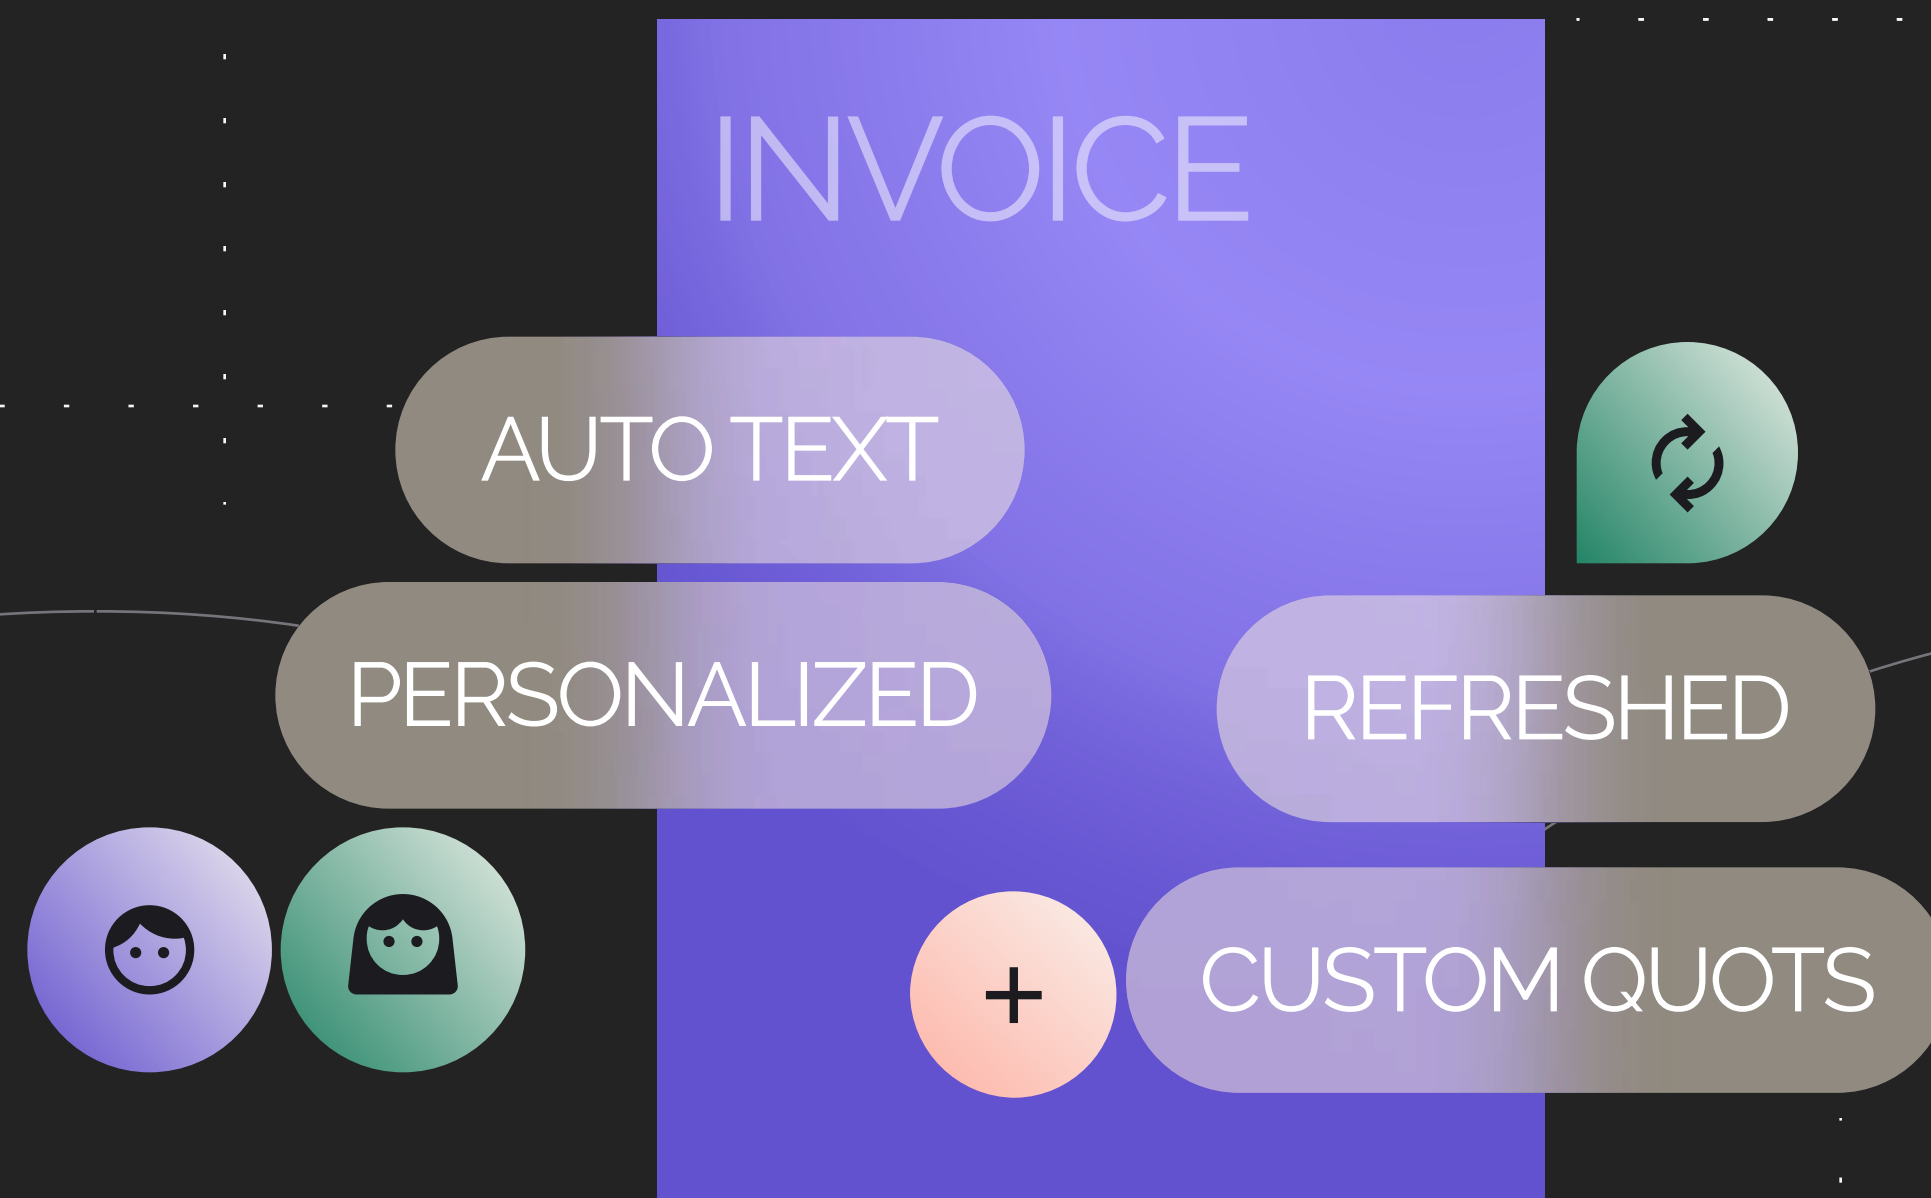 INVOICE
AUTO TEXT
PERSONALIZED
REFRESHED
CUSTOM QUOTS